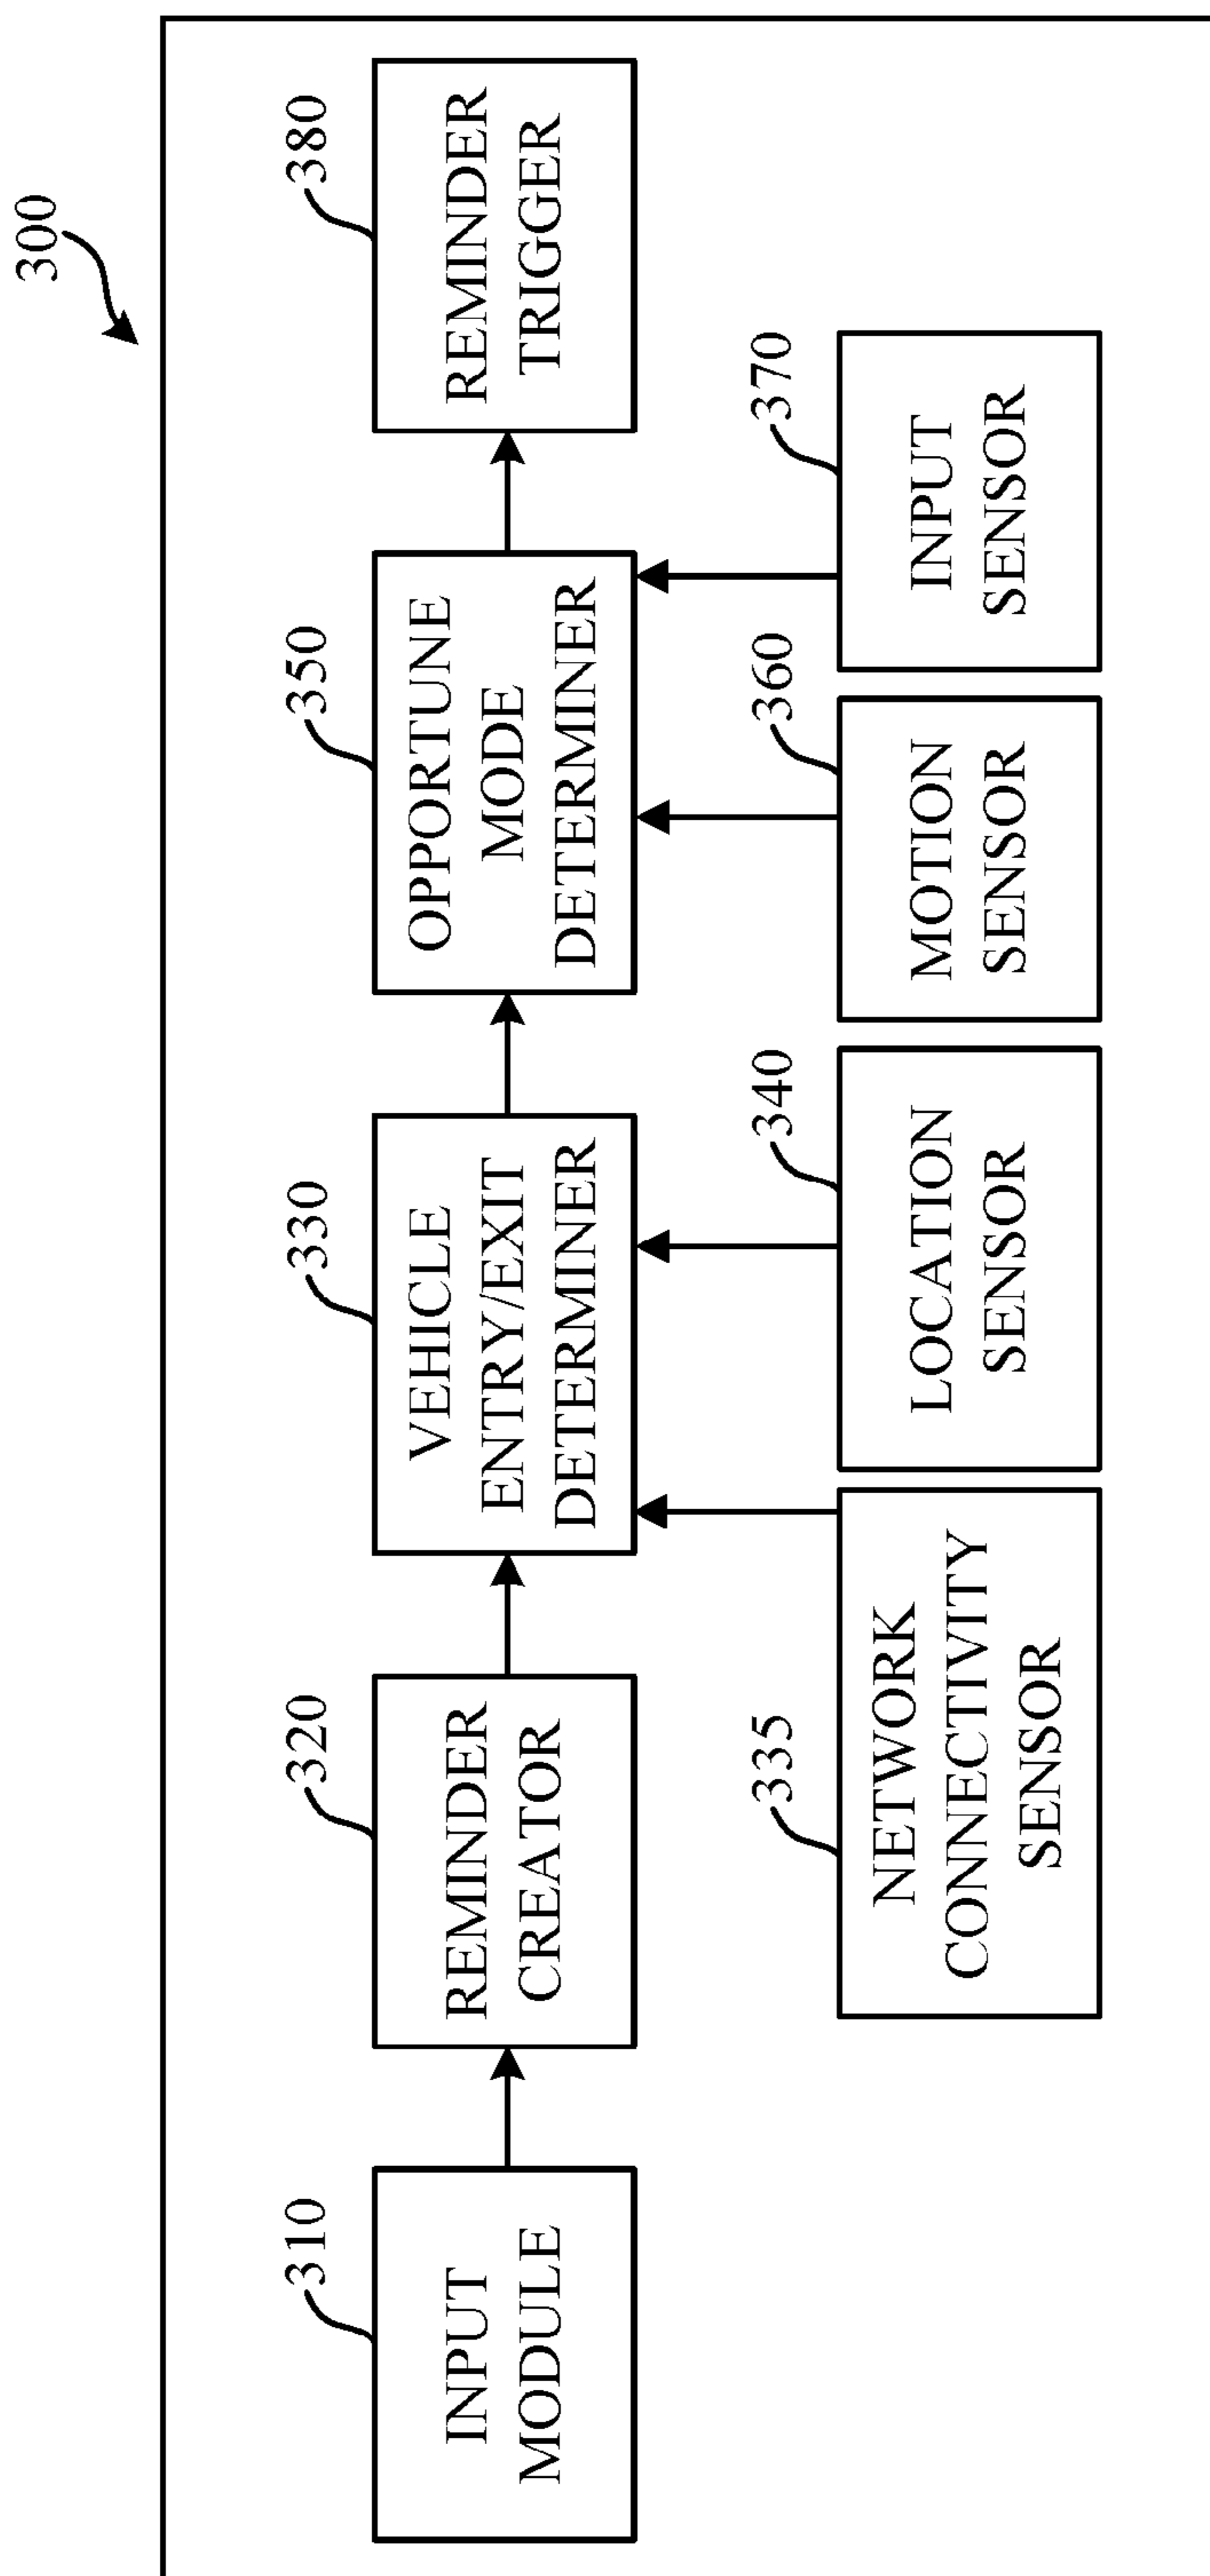 300
310
INPUT
MODULE
320
REMINDER
CREATOR
330
VEHICLE
ENTRY/EXIT
DETERMINER
350
OPPORTUNE
MODE
DETERMINER
380
REMINDER
TRIGGER
335
NETWORK
CONNECTIVITY
SENSOR
340
LOCATION
SENSOR
360
MOTION
SENSOR
370
INPUT
SENSOR